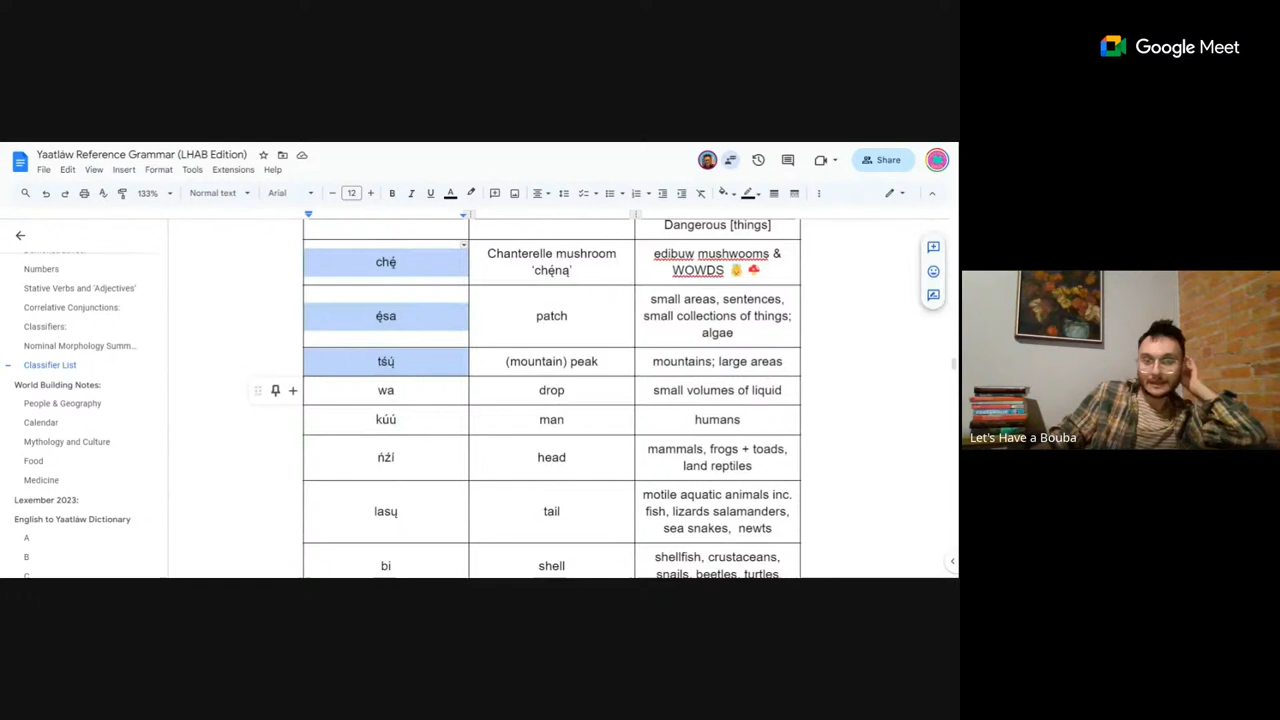 Google Meet
Yaatláw Reference Grammar (LHAB Edition)
File Edit View Insert Format Tools Extensions Help
Share
133%
Normal text
Arial
12
B I U A
Numbers
Stative Verbs and 'Adjectives'
Correlative Conjunctions:
Classifiers:
Nominal Morphology Summ...
Classifier List
World Building Notes:
People & Geography
Calendar
Mythology and Culture
Food
Medicine
Lexember 2023:
English to Yaatláw Dictionary
A
B
Dangerous [things]
chę́
Chanterelle mushroom
'chę́ną'
edibuw mushwooms &
WOWDS 👶 🍄
ę́sa
patch
small areas, sentences,
small collections of things;
algae
tśų́
(mountain) peak
mountains; large areas
wa
drop
small volumes of liquid
kúú
man
humans
ńźí
head
mammals, frogs + toads,
land reptiles
lasų
tail
motile aquatic animals inc.
fish, lizards salamanders,
sea snakes, newts
bi
shell
shellfish, crustaceans,
snails, beetles, turtles
Let's Have a Bouba